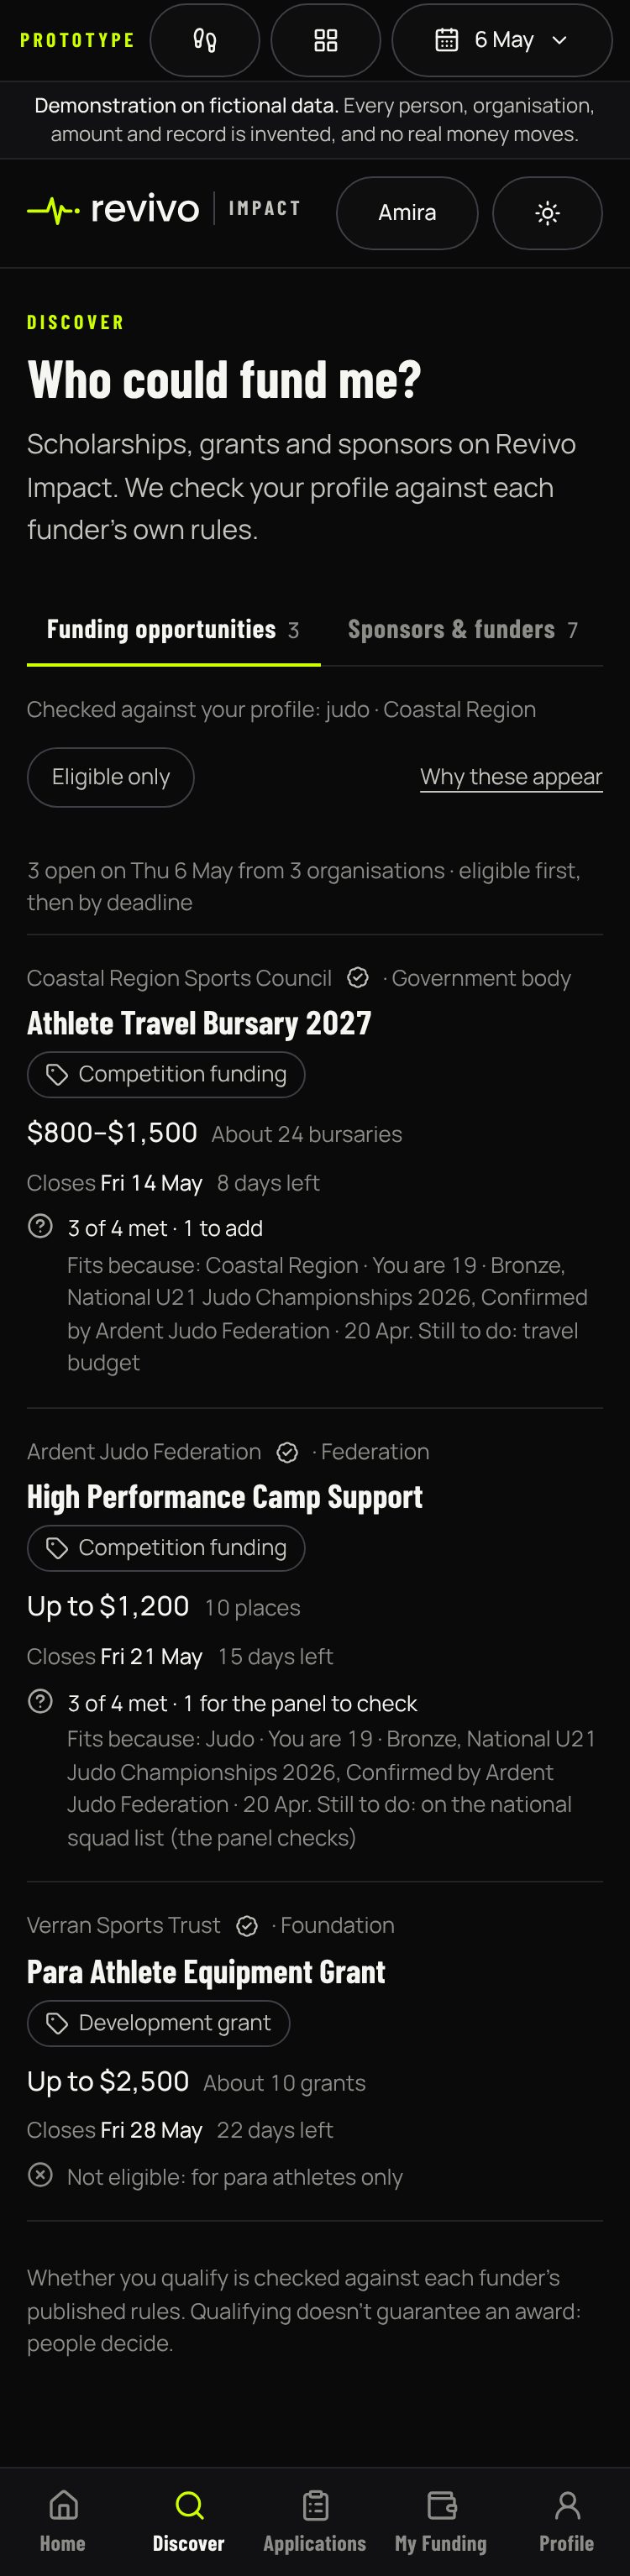 PROTOTYPE
6 May
Demonstration on fictional data. Every person, organisation,
amount and record is invented, and no real money moves.
revivo IMPACT
Amira
DISCOVER
Who could fund me?
Scholarships, grants and sponsors on Revivo
Impact. We check your profile against each
funder's own rules.
Funding opportunities 3
Sponsors & funders 7
Checked against your profile: judo · Coastal Region
Eligible only
Why these appear
3 open on Thu 6 May from 3 organisations · eligible first,
then by deadline
Coastal Region Sports Council · Government body
Athlete Travel Bursary 2027
Competition funding
$800–$1,500 About 24 bursaries
Closes Fri 14 May 8 days left
3 of 4 met · 1 to add
Fits because: Coastal Region · You are 19 · Bronze,
National U21 Judo Championships 2026, Confirmed
by Ardent Judo Federation · 20 Apr. Still to do: travel
budget
Ardent Judo Federation · Federation
High Performance Camp Support
Competition funding
Up to $1,200 10 places
Closes Fri 21 May 15 days left
3 of 4 met · 1 for the panel to check
Fits because: Judo · You are 19 · Bronze, National U21
Judo Championships 2026, Confirmed by Ardent
Judo Federation · 20 Apr. Still to do: on the national
squad list (the panel checks)
Verran Sports Trust · Foundation
Para Athlete Equipment Grant
Development grant
Up to $2,500 About 10 grants
Closes Fri 28 May 22 days left
Not eligible: for para athletes only
Whether you qualify is checked against each funder's
published rules. Qualifying doesn't guarantee an award:
people decide.
Home
Discover
Applications
My Funding
Profile